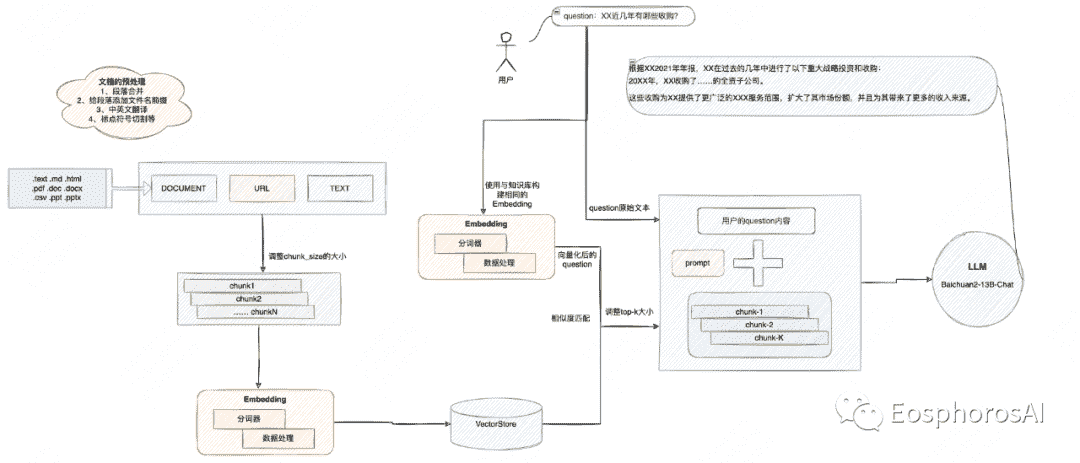 question：XX近几年有哪些收购?
用户
根据XX2021年年报，XX在过去的几年中进行了以下重大战略投资和收购：
20XX年，XX收购了……的全资子公司。
这些收购为XX提供了更广泛的XXX服务范围，扩大了其市场份额，并且为其带来了更多的收入来源。
文档的预处理
1、段落合并
2、给段落添加文件名前缀
3、中英文翻译
4、标点符号切割等
.text .md .html
.pdf .doc .docx
.csv .ppt .pptx
DOCUMENT
URL
TEXT
调整chunk_size的大小
chunk1
chunk2
...... chunkN
Embedding
分词器
数据处理
VectorStore
使用与知识库构
建相同的
Embedding
Embedding
分词器
数据处理
question原始文本
向量化后的
question
相似度匹配
调整top-k大小
用户的question内容
prompt
chunk-1
chunk-2
chunk-K
LLM
Baichuan2-13B-Chat
EosphorosAI